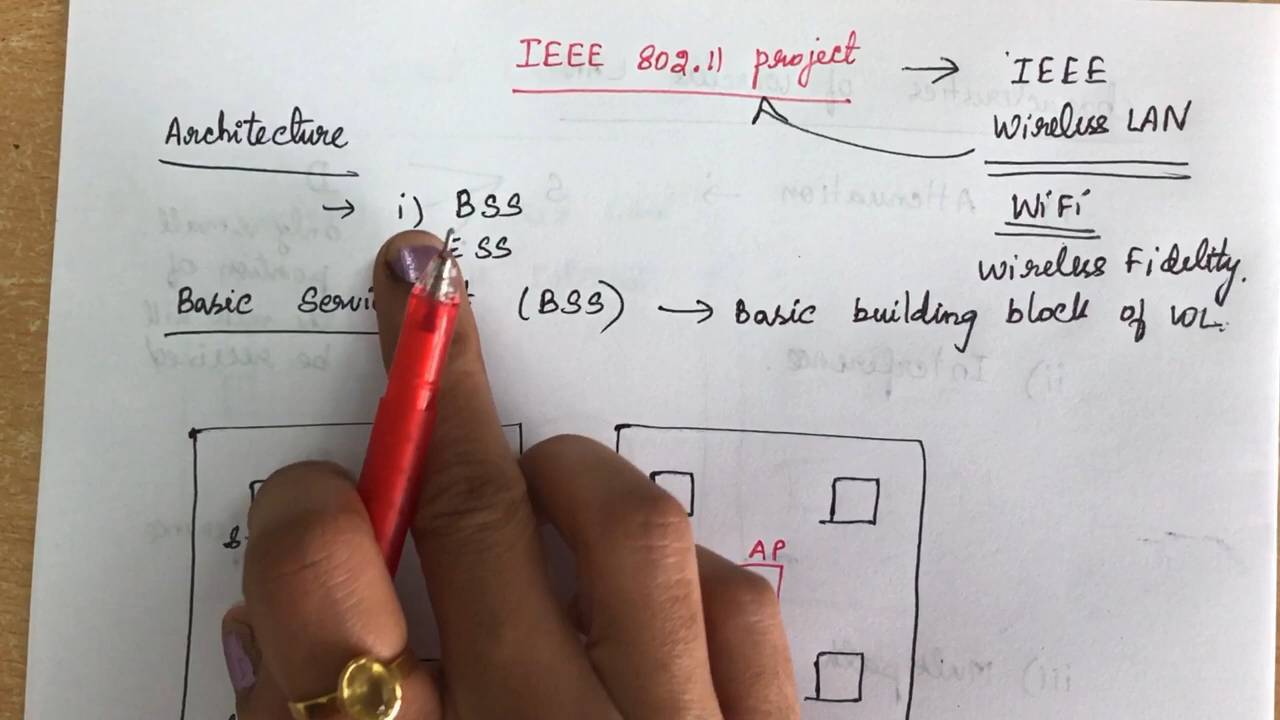 IEEE 802.11 project → IEEE
Wireless LAN
Architecture
WiFi
→ i) BSS
ESS
Wireless Fidelity.
Basic (BSS) → Basic building block of WL.
AP